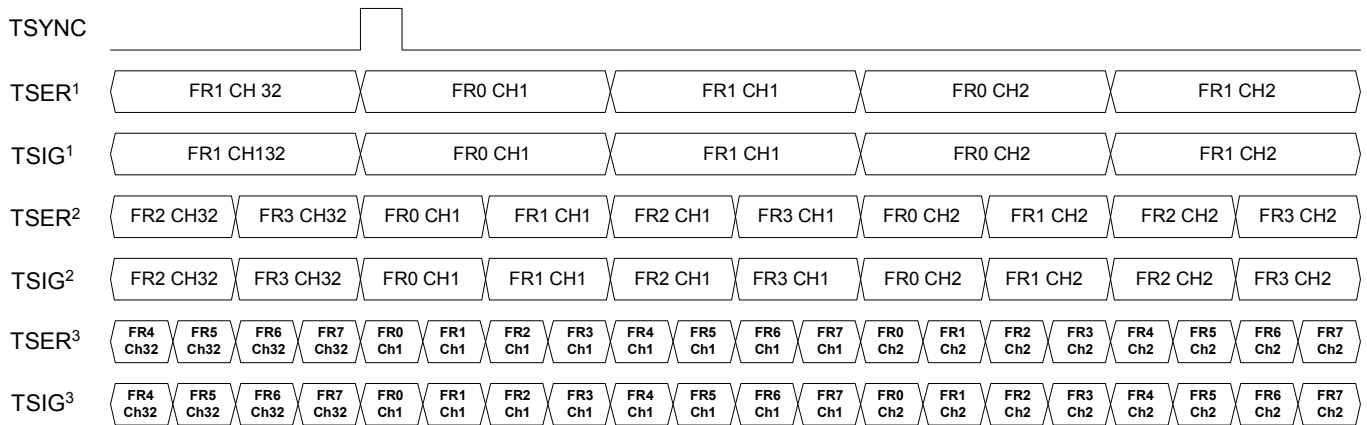 TSYNC
TSER¹ FR1 CH 32 FR0 CH1 FR1 CH1 FR0 CH2 FR1 CH2
TSIG¹ FR1 CH132 FR0 CH1 FR1 CH1 FR0 CH2 FR1 CH2
TSER² FR2 CH32 FR3 CH32 FR0 CH1 FR1 CH1 FR2 CH1 FR3 CH1 FR0 CH2 FR1 CH2 FR2 CH2 FR3 CH2
TSIG² FR2 CH32 FR3 CH32 FR0 CH1 FR1 CH1 FR2 CH1 FR3 CH1 FR0 CH2 FR1 CH2 FR2 CH2 FR3 CH2
TSER³
FR4 FR5 FR6 FR7 FR0 FR1 FR2 FR3 FR4 FR5 FR6 FR7 FR0 FR1 FR2 FR3 FR4 FR5 FR6 FR7
Ch32 Ch32 Ch32 Ch32 Ch1 Ch1 Ch1 Ch1 Ch1 Ch1 Ch1 Ch1 Ch2 Ch2 Ch2 Ch2 Ch2 Ch2 Ch2 Ch2
TSIG³
FR4 FR5 FR6 FR7 FR0 FR1 FR2 FR3 FR4 FR5 FR6 FR7 FR0 FR1 FR2 FR3 FR4 FR5 FR6 FR7
Ch32 Ch32 Ch32 Ch32 Ch1 Ch1 Ch1 Ch1 Ch1 Ch1 Ch1 Ch1 Ch2 Ch2 Ch2 Ch2 Ch2 Ch2 Ch2 Ch2